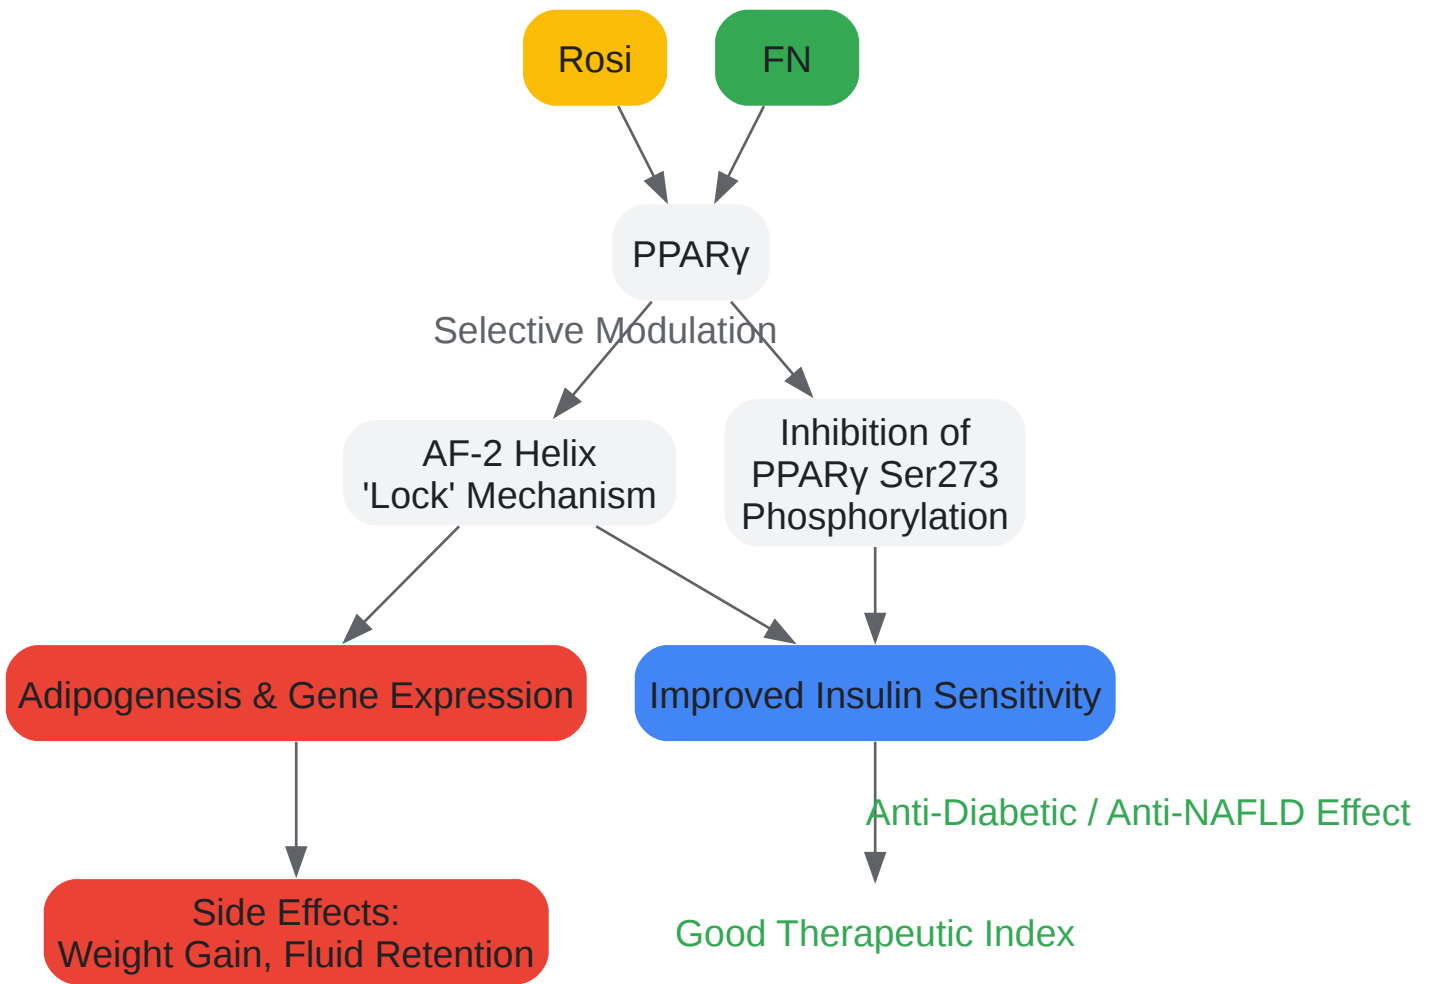 Rosi
FN
PPARγ
Selective Modulation
AF-2 Helix
'Lock' Mechanism
Inhibition of
PPARγ Ser273
Phosphorylation
Adipogenesis & Gene Expression
Improved Insulin Sensitivity
Anti-Diabetic / Anti-NAFLD Effect
Side Effects:
Weight Gain, Fluid Retention
Good Therapeutic Index